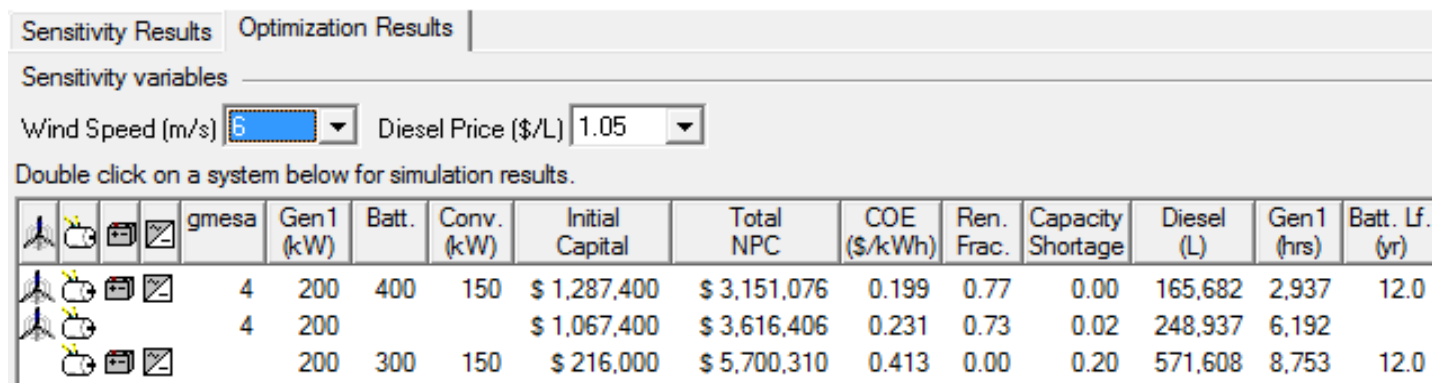 Sensitivity Results Optimization Results
Sensitivity variables
Wind Speed (m/s) 6 Diesel Price ($/L) 1.05
Double click on a system below for simulation results.
gmesa Gen1 (kW) Batt. Conv. (kW) Initial Capital Total NPC COE ($/kWh) Ren. Frac. Capacity Shortage Diesel (L) Gen1 (hrs) Batt. Lf. (yr)
4 200 400 150 $ 1,287,400 $ 3,151,076 0.199 0.77 0.00 165,682 2,937 12.0
4 200 $ 1,067,400 $ 3,616,406 0.231 0.73 0.02 248,937 6,192
200 300 150 $ 216,000 $ 5,700,310 0.413 0.00 0.20 571,608 8,753 12.0